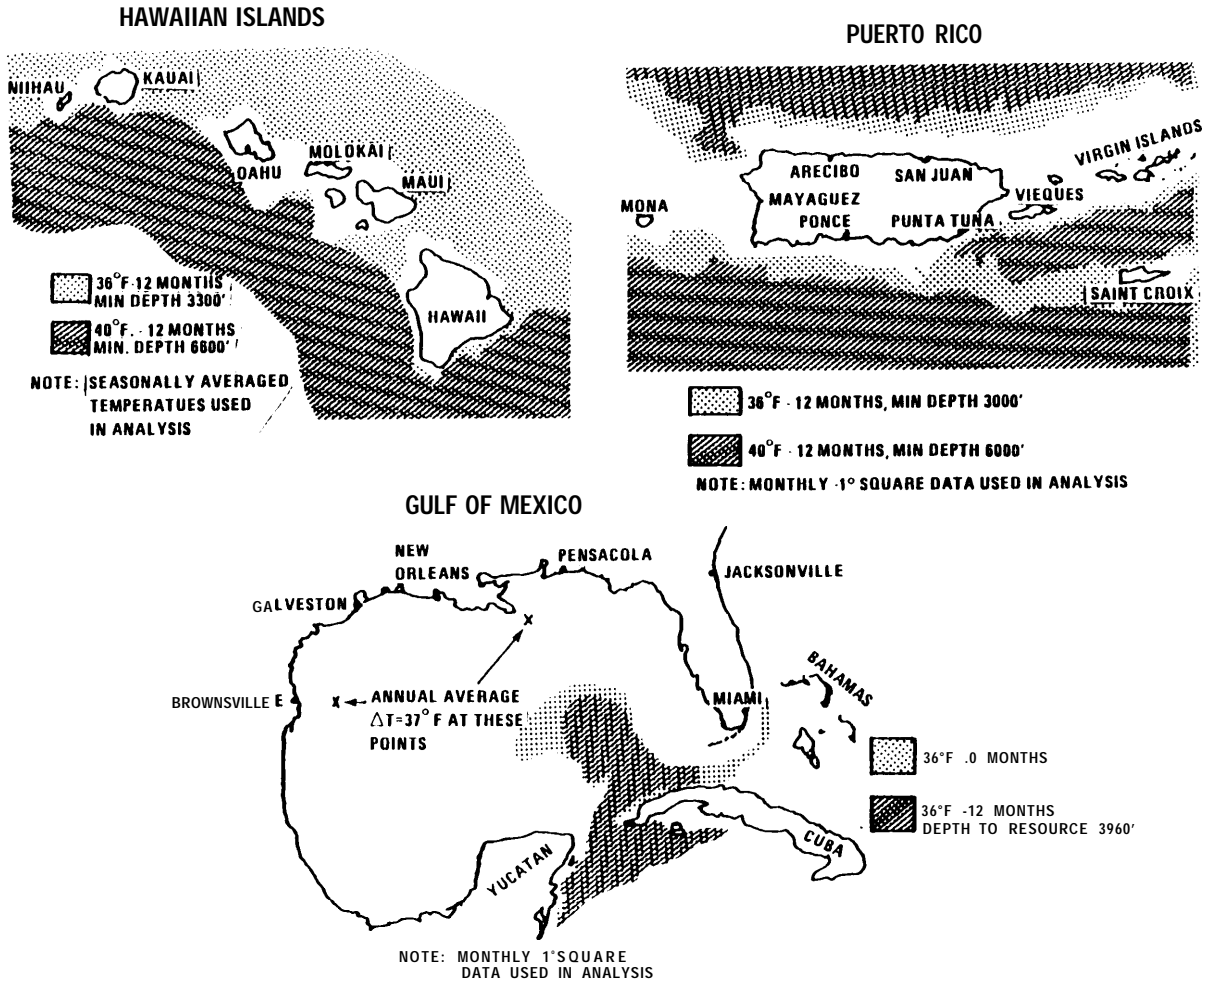 HAWAIIAN ISLANDS
NIIHAU
KAUAI
OAHU
MOLOKAI
MAUI
HAWAII
36°F-12 MONTHS
MIN DEPTH 3300'
40°F. - 12 MONTHS
MIN. DEPTH 6600'
NOTE: SEASONALLY AVERAGED
TEMPERATUES USED
IN ANALYSIS
PUERTO RICO
ARECIBO
SAN JUAN
VIRGIN ISLANDS
MAYAGUEZ
VIEQUES
MONA
PONCE
PUNTA TUNA
SAINT CROIX
36°F - 12 MONTHS, MIN DEPTH 3000'
40°F - 12 MONTHS, MIN DEPTH 6000'
NOTE: MONTHLY -1° SQUARE DATA USED IN ANALYSIS
GULF OF MEXICO
NEW
ORLEANS
PENSACOLA
JACKSONVILLE
GALVESTON
X
BROWNSVILLE E
X
ANNUAL AVERAGE
ΔT=37°F AT THESE
POINTS
MIAMI
BAHAMAS
36°F .0 MONTHS
36°F -12 MONTHS
DEPTH TO RESOURCE 3960'
CUBA
YUCATAN
NOTE: MONTHLY 1°SQUARE
DATA USED IN ANALYSIS